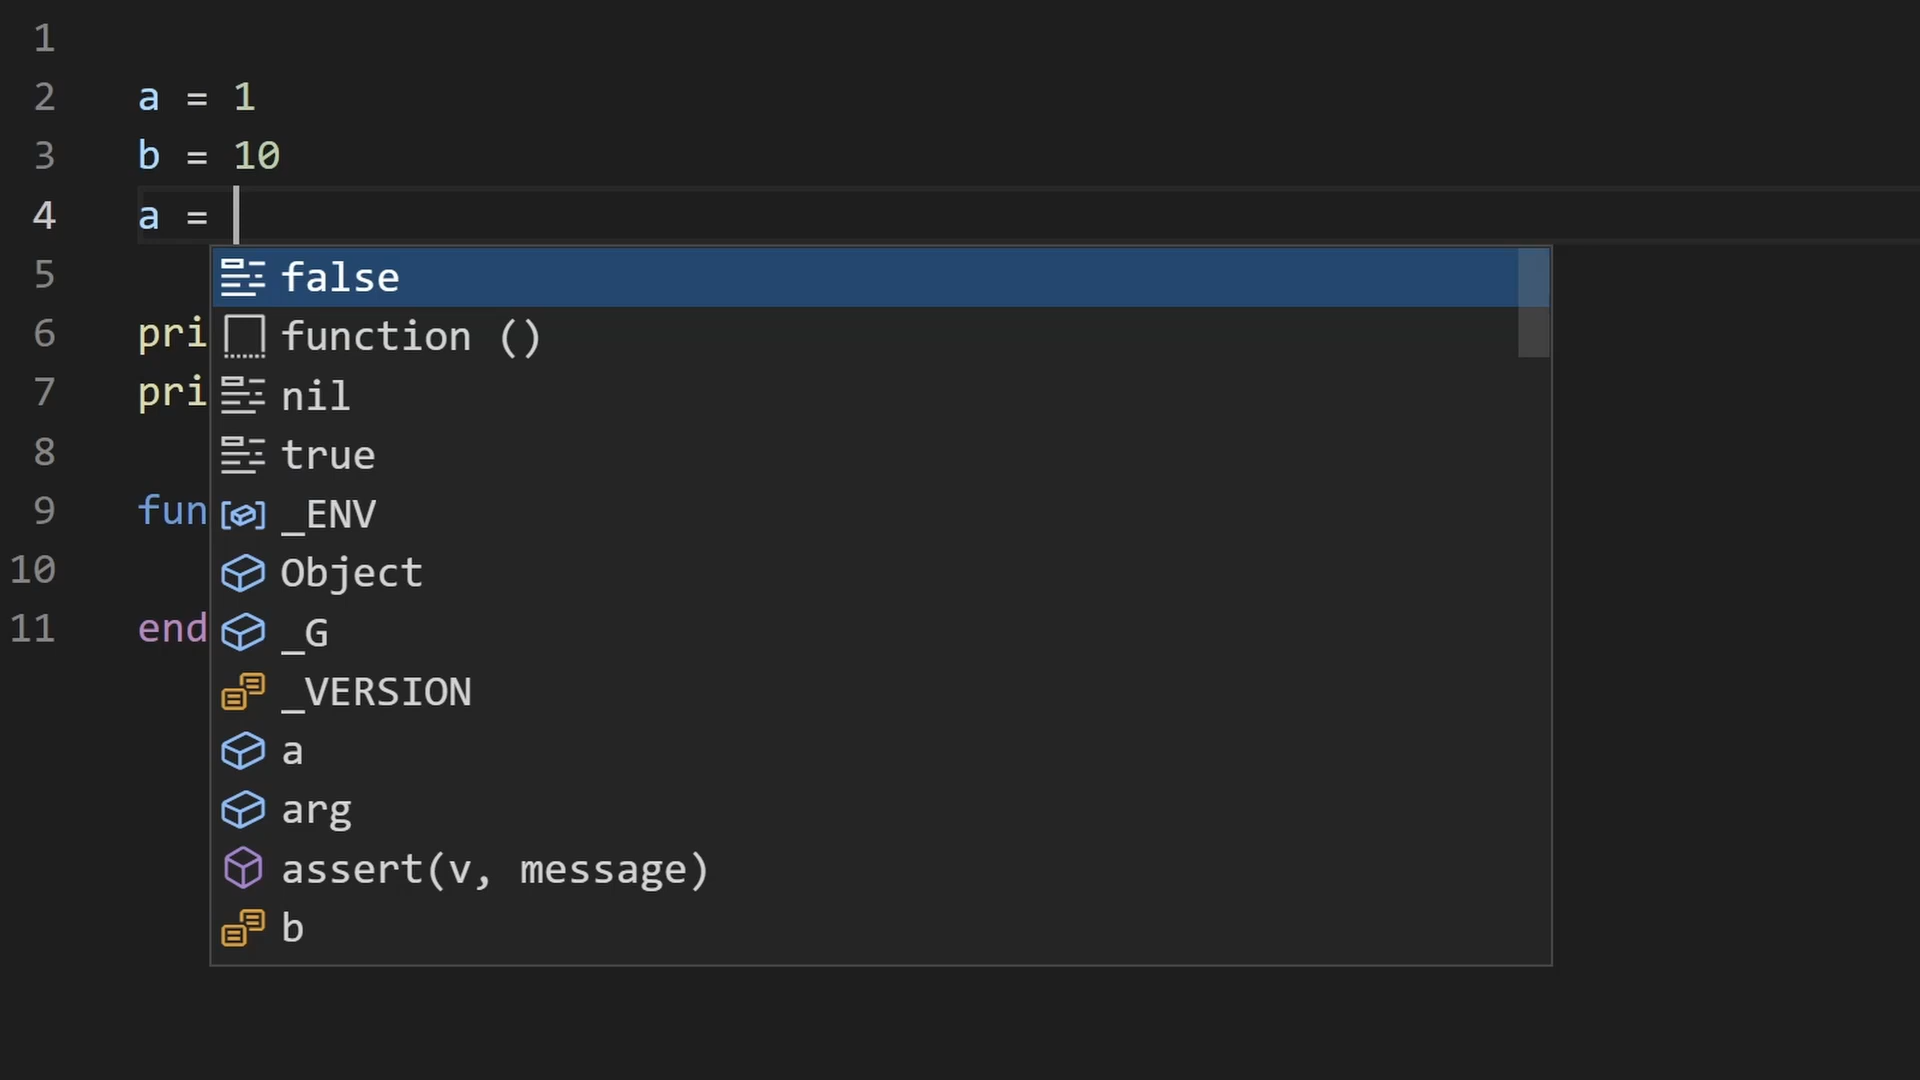 1
2 a = 1
3 b = 10
4 a =
5
6 pri
7 pri
8
9 fun
10
11 end
false
function ()
nil
true
_ENV
Object
_G
_VERSION
a
arg
assert(v, message)
b